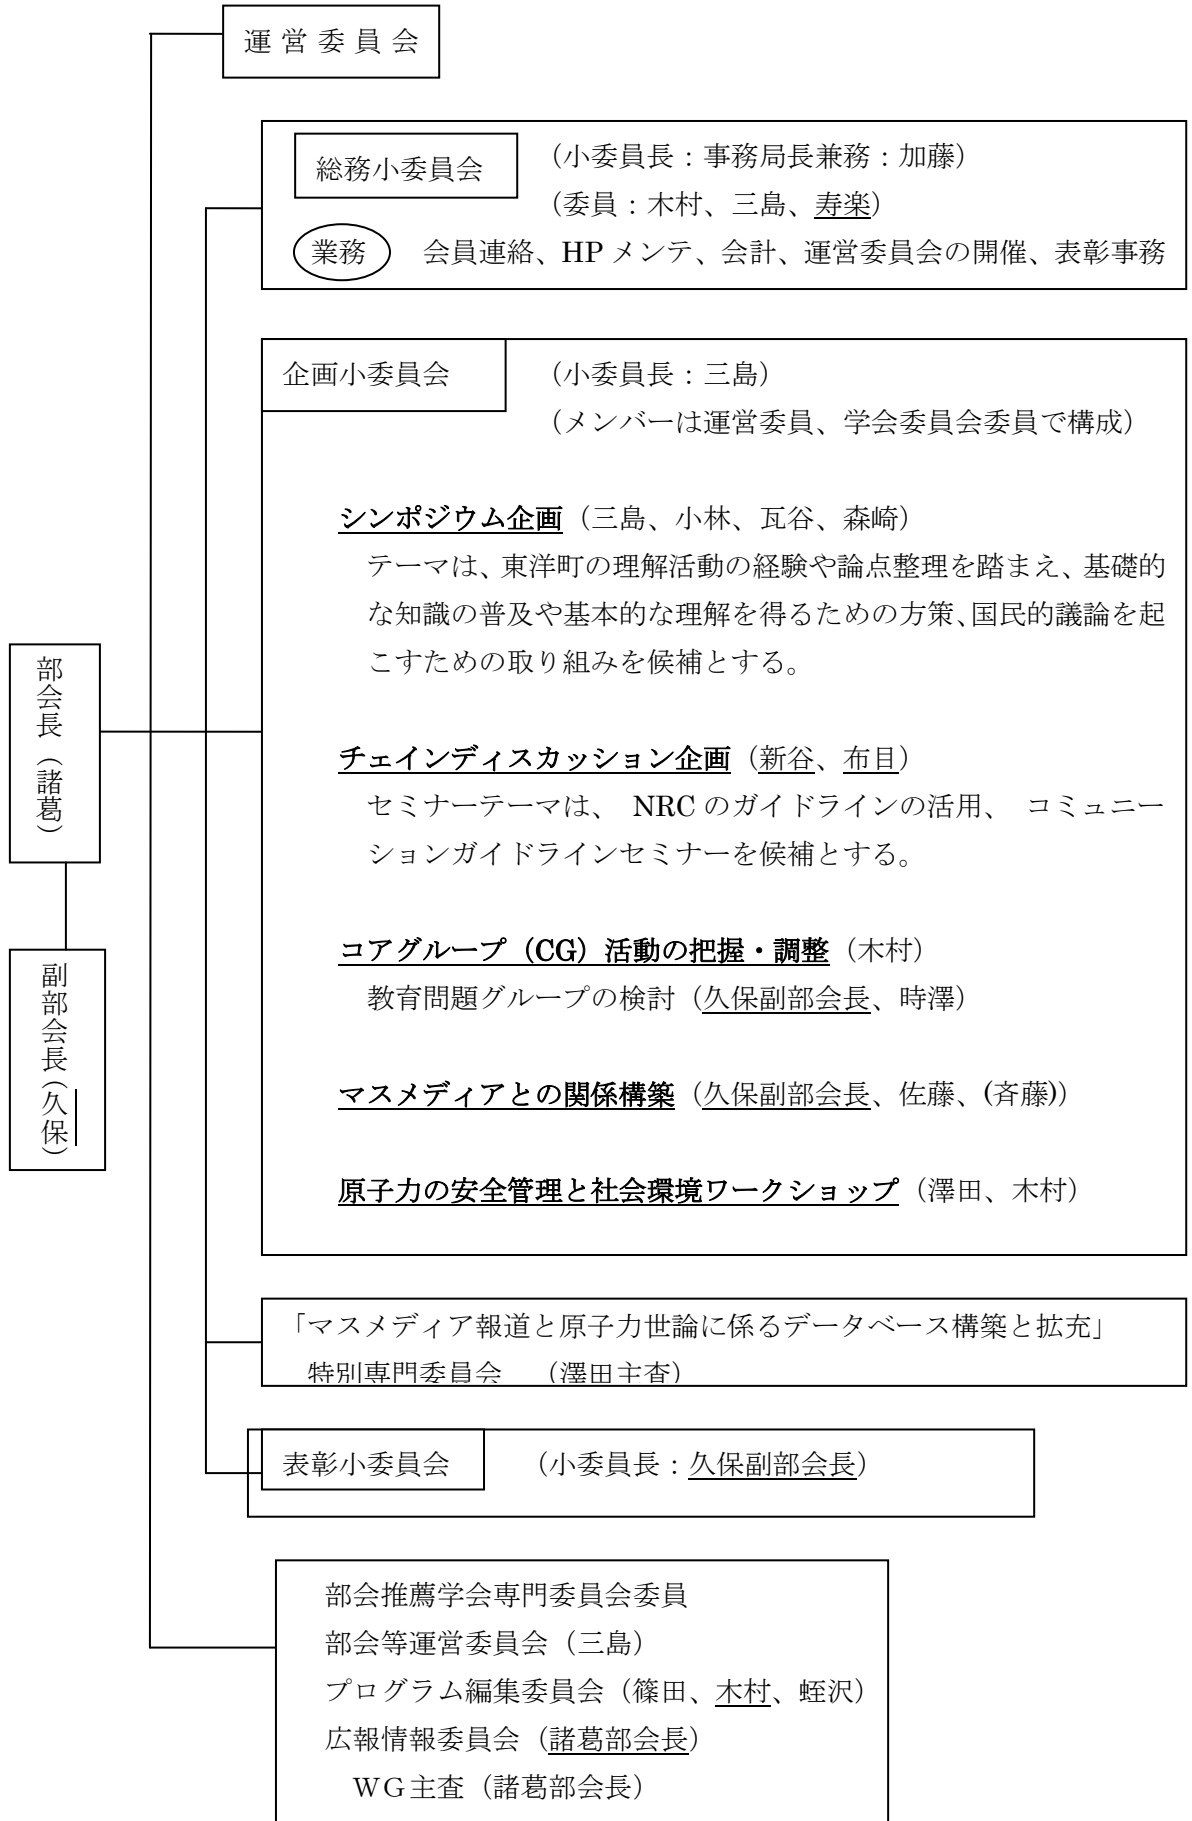 運営委員会
総務小委員会 (小委員長：事務局長兼務：加藤)
(委員：木村、三島、寿楽)
業務 会員連絡、HPメンテ、会計、運営委員会の開催、表彰事務
企画小委員会 (小委員長：三島)
(メンバーは運営委員、学会委員会委員で構成)
シンポジウム企画（三島、小林、瓦谷、森崎）
テーマは、東洋町の理解活動の経験や論点整理を踏まえ、基礎的
な知識の普及や基本的な理解を得るための方策、国民的議論を起
こすための取り組みを候補とする。
部会長（諸葛）
チェインディスカッション企画（新谷、布目）
セミナーテーマは、 NRCのガイドラインの活用、 コミュニー
ションガイドラインセミナーを候補とする。
副部会長（久保）
コアグループ（CG）活動の把握・調整（木村）
教育問題グループの検討（久保副部会長、時澤）
マスメディアとの関係構築（久保副部会長、佐藤、(斉藤)）
原子力の安全管理と社会環境ワークショップ（澤田、木村）
「マスメディア報道と原子力世論に係るデータベース構築と拡充」
特別専門委員会 （澤田主査）
表彰小委員会 (小委員長：久保副部会長)
部会推薦学会専門委員会委員
部会等運営委員会（三島）
プログラム編集委員会（篠田、木村、蛭沢）
広報情報委員会（諸葛部会長）
WG主査（諸葛部会長）